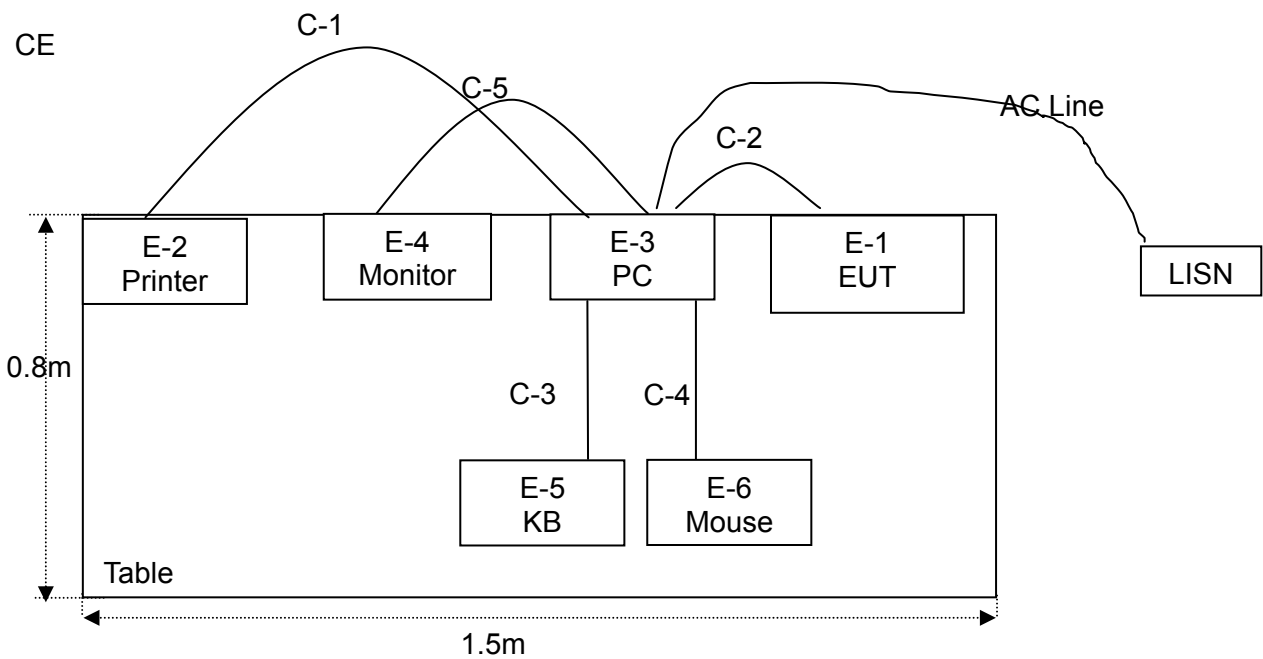 C-1
CE
C-5
AC Line
C-2
E-2
Printer
E-4
Monitor
E-3
PC
E-1
EUT
LISN
0.8m
C-3
C-4
E-5
KB
E-6
Mouse
Table
1.5m